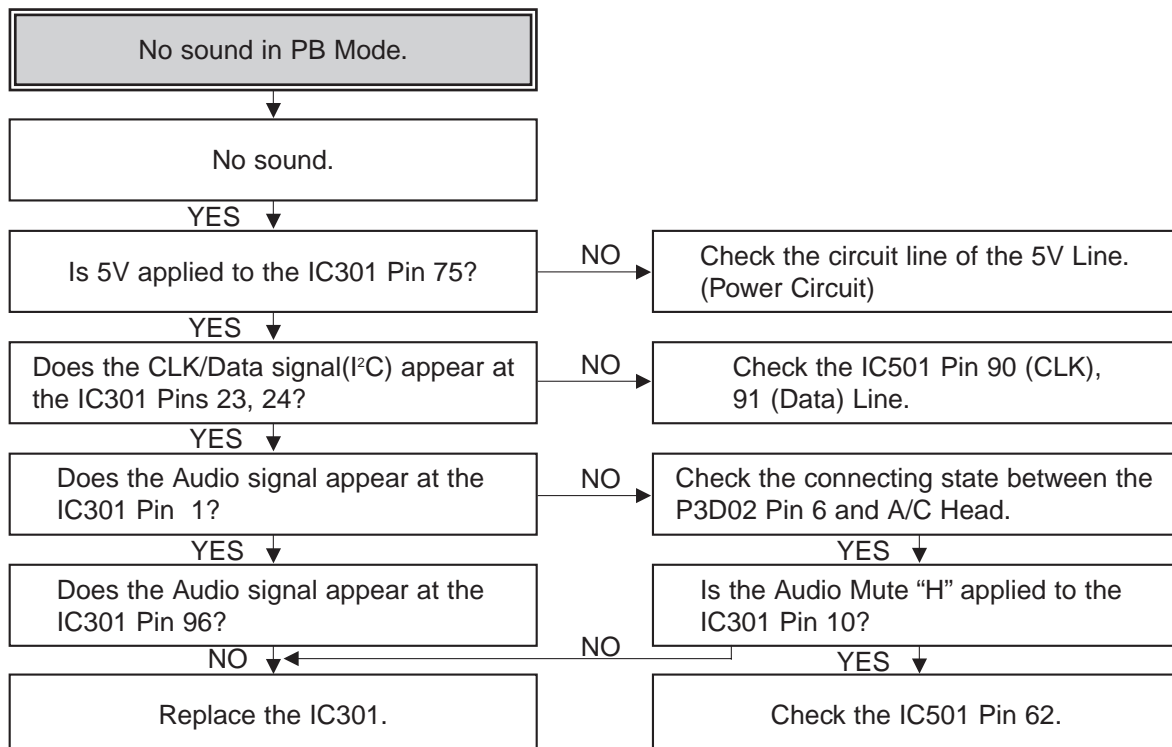 No sound in PB Mode.
No sound.
YES
Is 5V applied to the IC301 Pin 75?
NO
Check the circuit line of the 5V Line.
(Power Circuit)
YES
Does the CLK/Data signal(I²C) appear at
the IC301 Pins 23, 24?
NO
Check the IC501 Pin 90 (CLK),
91 (Data) Line.
YES
Does the Audio signal appear at the
IC301 Pin 1?
NO
Check the connecting state between the
P3D02 Pin 6 and A/C Head.
YES
YES
Does the Audio signal appear at the
IC301 Pin 96?
Is the Audio Mute “H” applied to the
IC301 Pin 10?
NO
NO
YES
Replace the IC301.
Check the IC501 Pin 62.